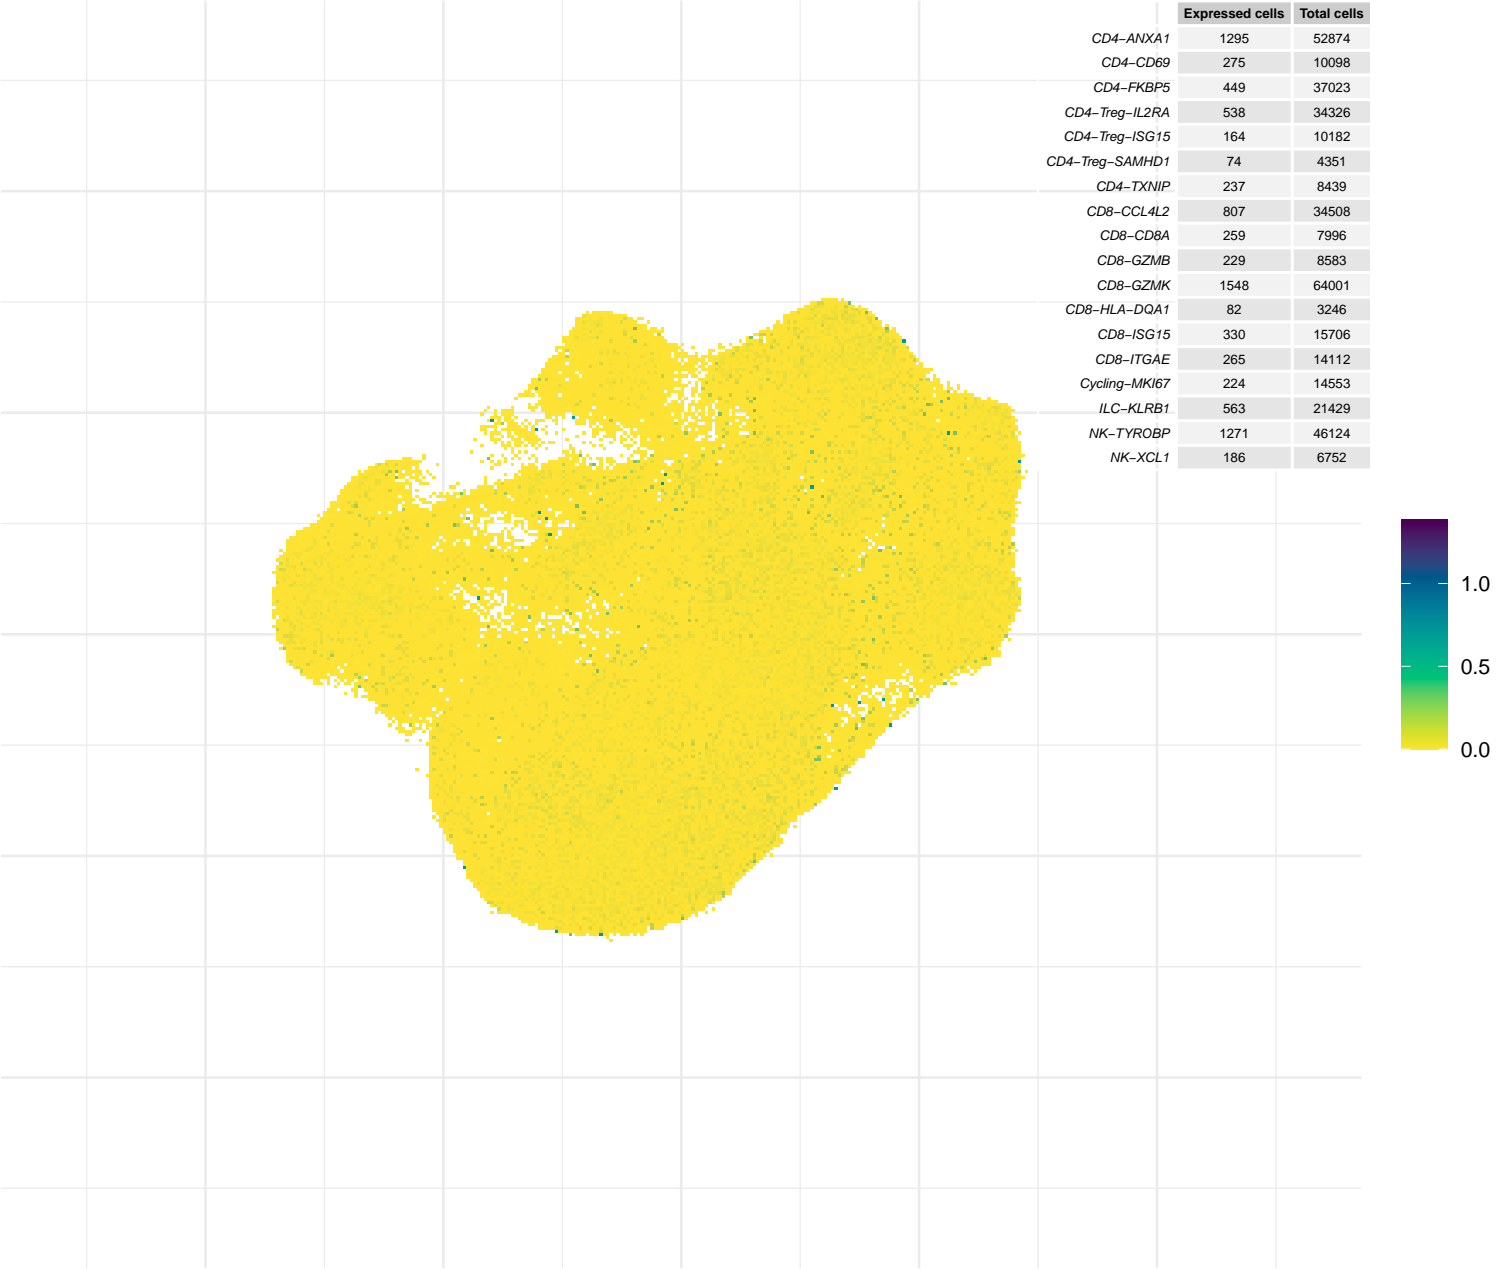 Expressed cells Total cells
CD4−ANXA1 1295 52874
CD4−CD69 275 10098
CD4−FKBP5 449 37023
CD4−Treg−IL2RA 538 34326
CD4−Treg−ISG15 164 10182
CD4−Treg−SAMHD1 74 4351
CD4−TXNIP 237 8439
CD8−CCL4L2 807 34508
CD8−CD8A 259 7996
CD8−GZMB 229 8583
CD8−GZMK 1548 64001
CD8−HLA−DQA1 82 3246
CD8−ISG15 330 15706
CD8−ITGAE 265 14112
Cycling−MKI67 224 14553
ILC−KLRB1 563 21429
NK−TYROBP 1271 46124
NK−XCL1 186 6752
1.0
0.5
0.0